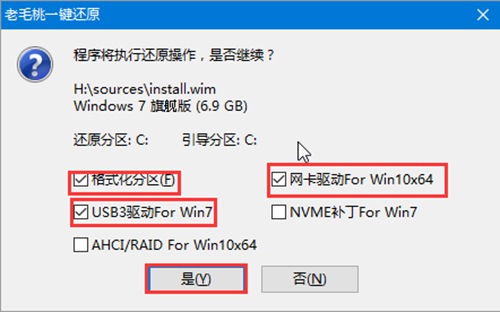 老毛桃一键还原
程序将执行还原操作，是否继续？
H:\sources\install.wim
Windows 7 旗舰版 (6.9 GB)
还原分区: C: 引导分区: C:
格式化分区(F) 网卡驱动For Win10x64
USB3驱动For Win7 NVME补丁For Win7
AHCI/RAID For Win10x64
是(Y) 否(N)